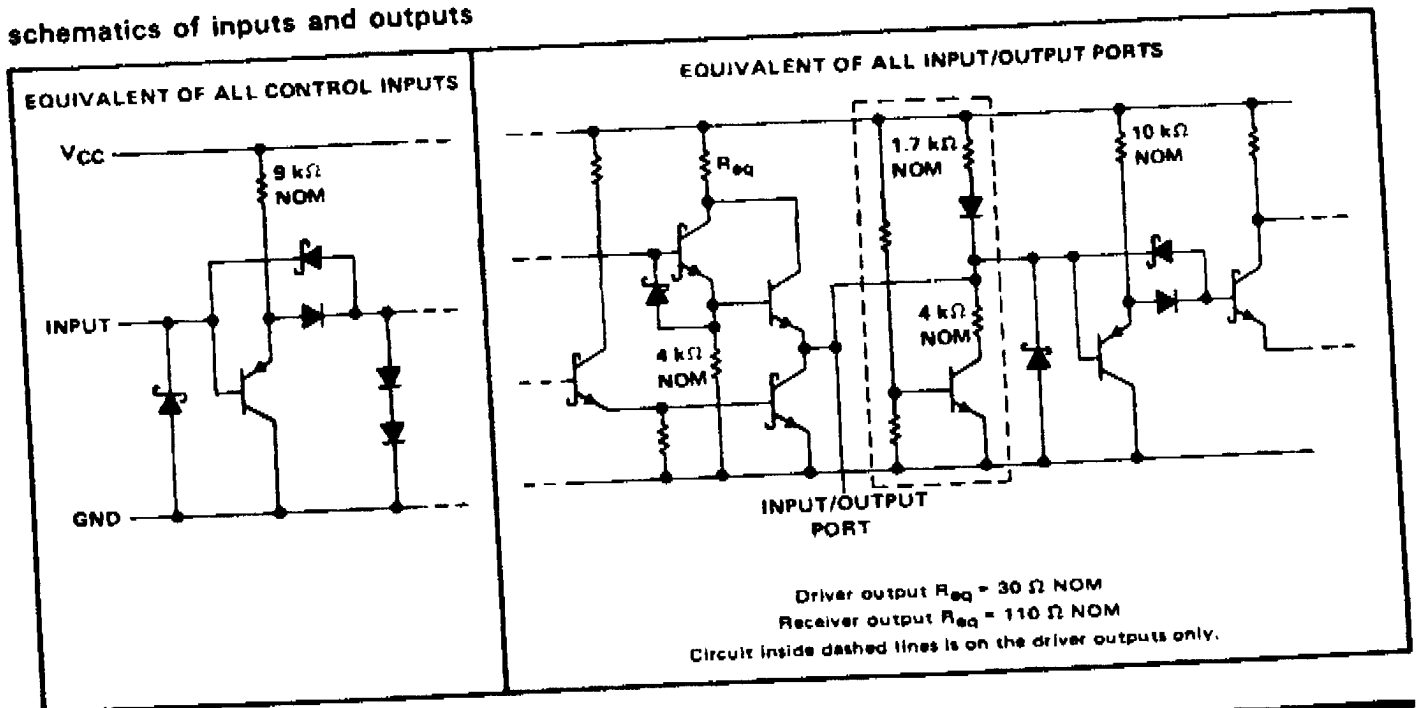 schematics of inputs and outputs
EQUIVALENT OF ALL CONTROL INPUTS
VCC
9 kΩ
NOM
INPUT
GND
EQUIVALENT OF ALL INPUT/OUTPUT PORTS
Req
1.7 kΩ
NOM
10 kΩ
NOM
4 kΩ
NOM
4 kΩ
NOM
INPUT/OUTPUT
PORT
Driver output Req = 30 Ω NOM
Receiver output Req = 110 Ω NOM
Circuit inside dashed lines is on the driver outputs only.